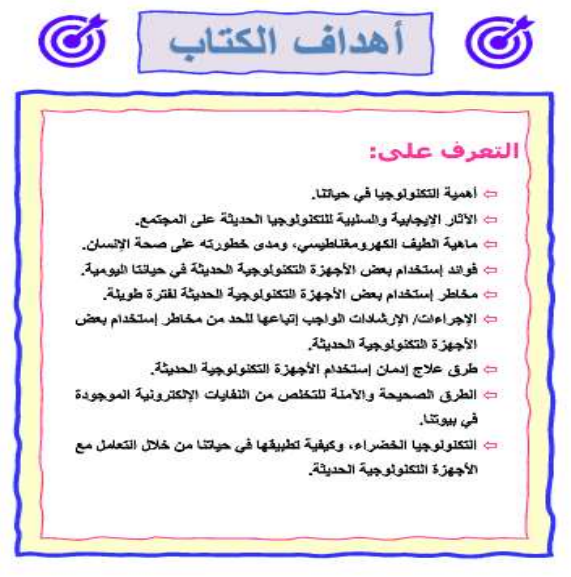 أهداف الكتاب
التعرف على:
⇦ أهمية التكنولوجيا في حياتنا.
⇦ الآثار الإيجابية والسلبية للتكنولوجيا الحديثة على المجتمع.
⇦ ماهية الطيف الكهرومغناطيسي، ومدى خطورته على صحة الإنسان.
⇦ فوائد إستخدام بعض الأجهزة التكنولوجية الحديثة في حياتنا اليومية.
⇦ مخاطر إستخدام بعض الأجهزة التكنولوجية الحديثة لفترة طويلة.
⇦ الإجراءات/ الإرشادات الواجب إتباعها للحد من مخاطر إستخدام بعض
الأجهزة التكنولوجية الحديثة.
⇦ طرق علاج إدمان إستخدام الأجهزة التكنولوجية الحديثة.
⇦ الطرق الصحيحة والآمنة للتخلص من النفايات الإلكترونية الموجودة
في بيوتنا.
⇦ التكنولوجيا الخضراء، وكيفية تطبيقها في حياتنا من خلال التعامل مع
الأجهزة التكنولوجية الحديثة.